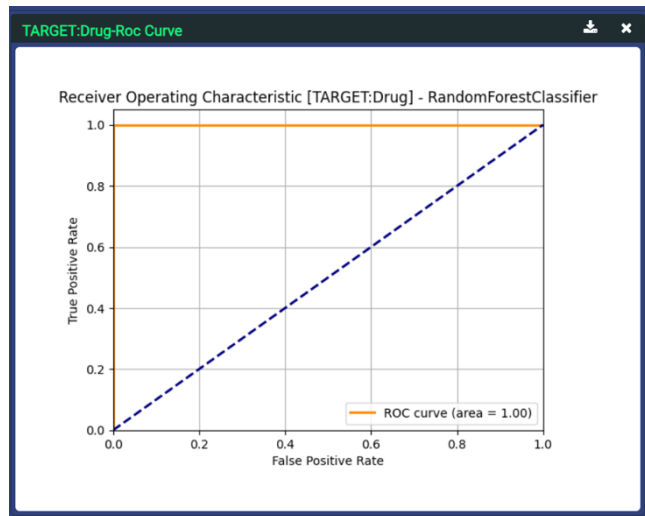 TARGET:Drug-Roc Curve
Receiver Operating Characteristic [TARGET:Drug] - RandomForestClassifier
1.0
0.8
0.6
0.4
0.2
0.0
True Positive Rate
ROC curve (area = 1.00)
0.0 0.2 0.4 0.6 0.8 1.0
False Positive Rate